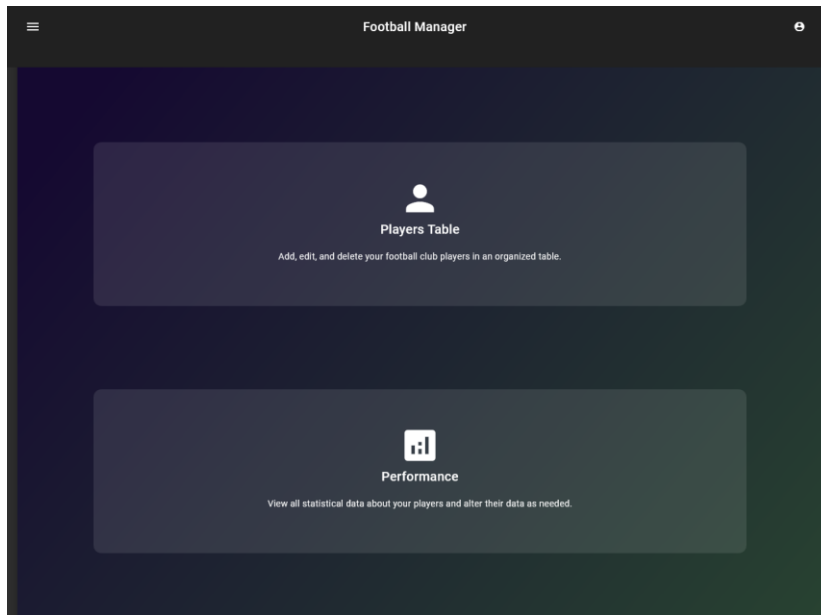 Football Manager
Players Table
Add, edit, and delete your football club players in an organized table.
Performance
View all statistical data about your players and alter their data as needed.